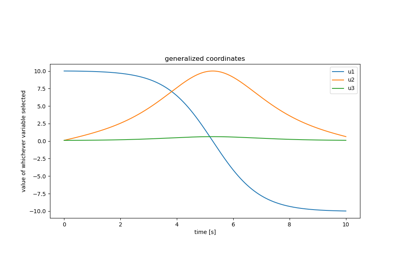 generalized coordinates
u1
u2
u3
value of whichever variable selected
10.0
7.5
5.0
2.5
0.0
−2.5
−5.0
−7.5
−10.0
0 2 4 6 8 10
time [s]